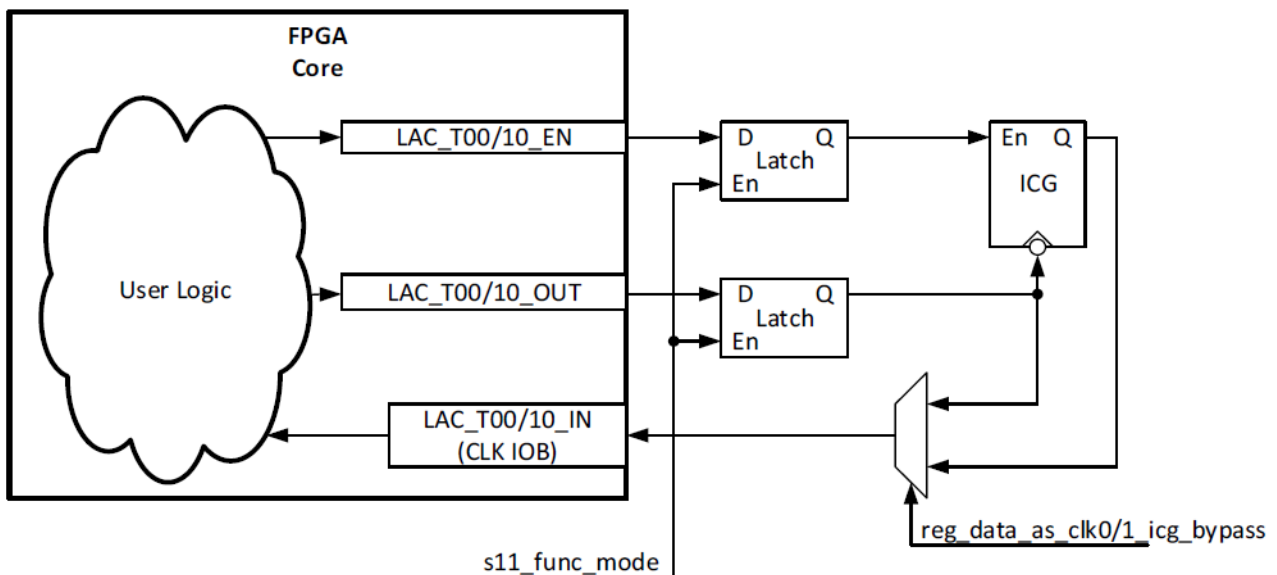 FPGA
Core
LAC_T00/10_EN
D Q
Latch
En
En Q
ICG
User Logic
LAC_T00/10_OUT
D Q
Latch
En
LAC_T00/10_IN
(CLK IOB)
reg_data_as_clk0/1_icg_bypass
s11_func_mode